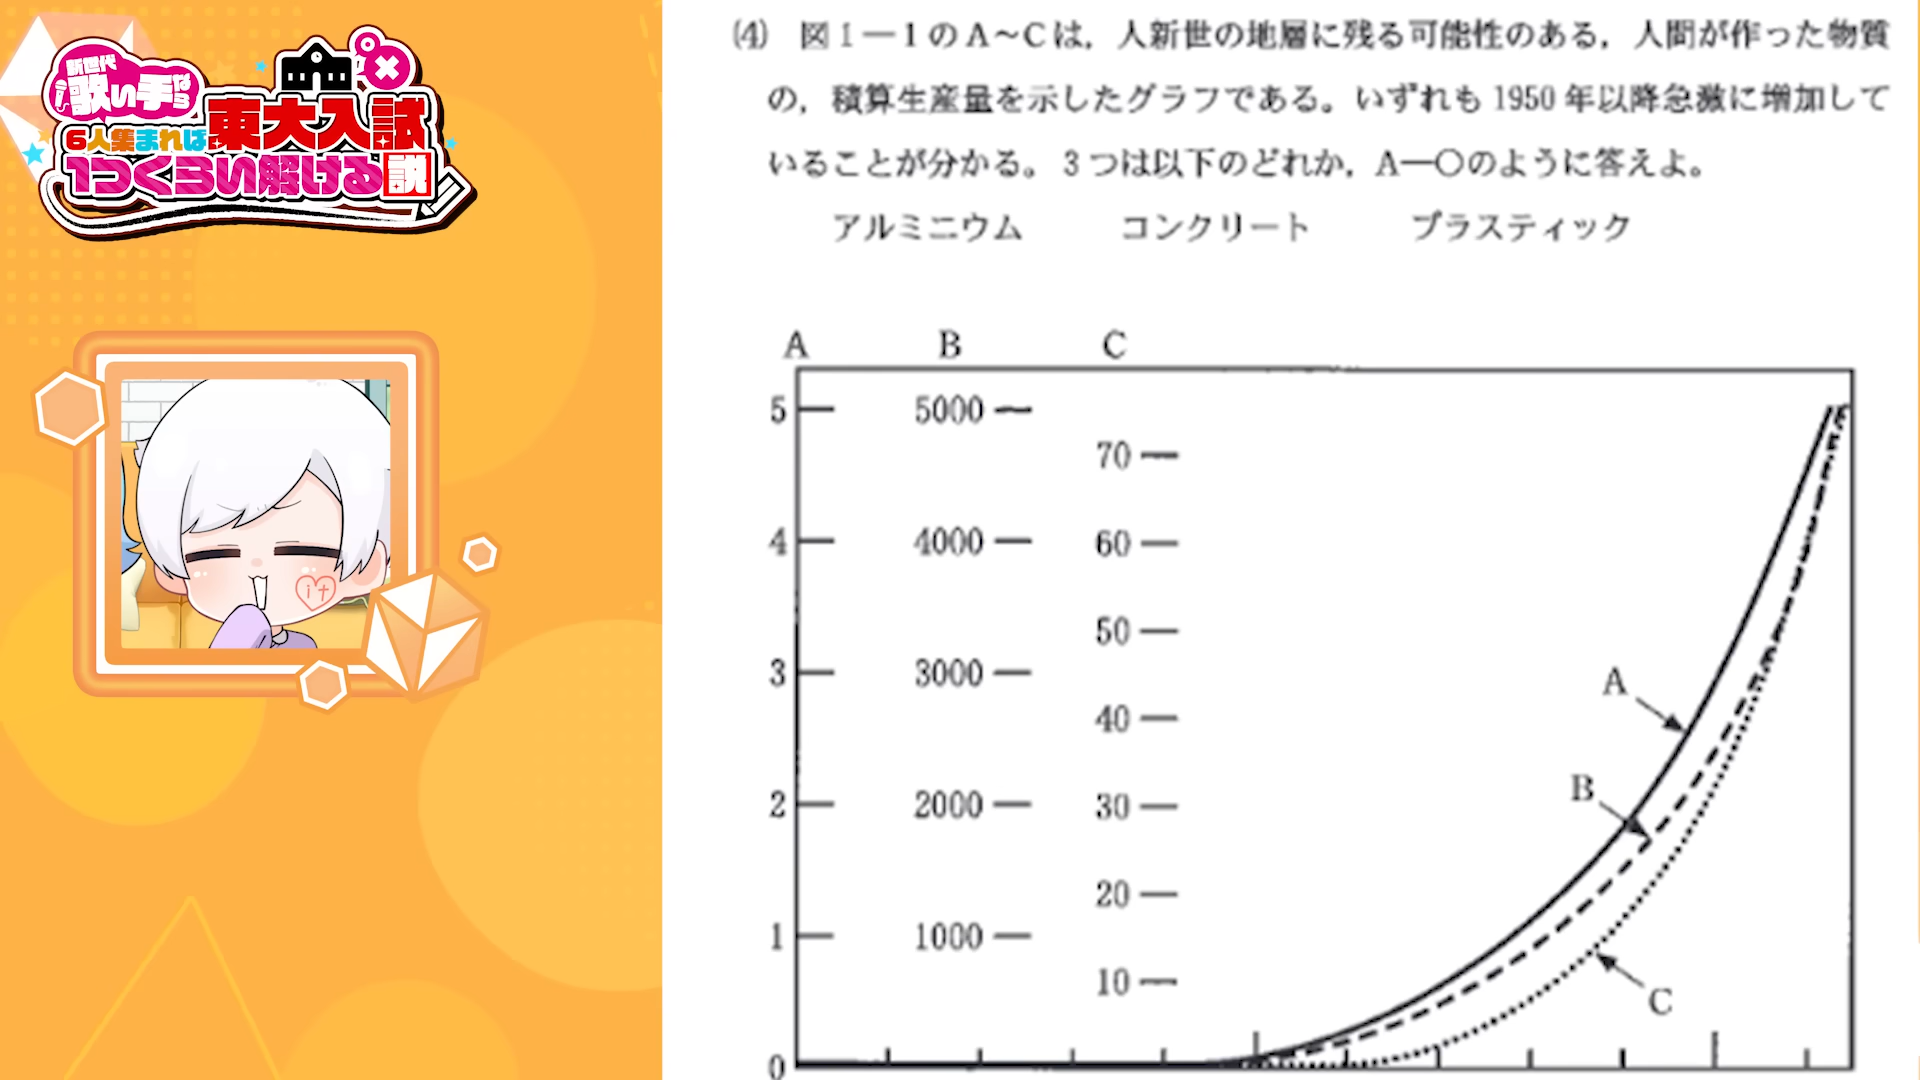 新世代
歌い手なら
6人集まれば東大入試
1つくらい解ける説
it
(4) 図1—1のA～Cは，人新世の地層に残る可能性のある，人間が作った物質
の，積算生産量を示したグラフである。いずれも 1950 年以降急激に増加して
いることが分かる。3つは以下のどれか，A—○のように答えよ。
アルミニウム コンクリート プラスティック
A B C
5 5000
70
4 4000 60
50
3 3000
A
40
2 2000 30
B
20
1 1000
10
C
0